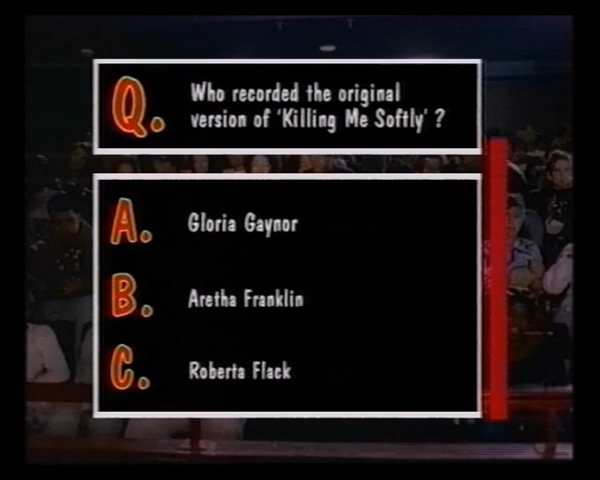 Q. Who recorded the original
version of 'Killing Me Softly' ?
A. Gloria Gaynor
B. Aretha Franklin
C. Roberta Flack